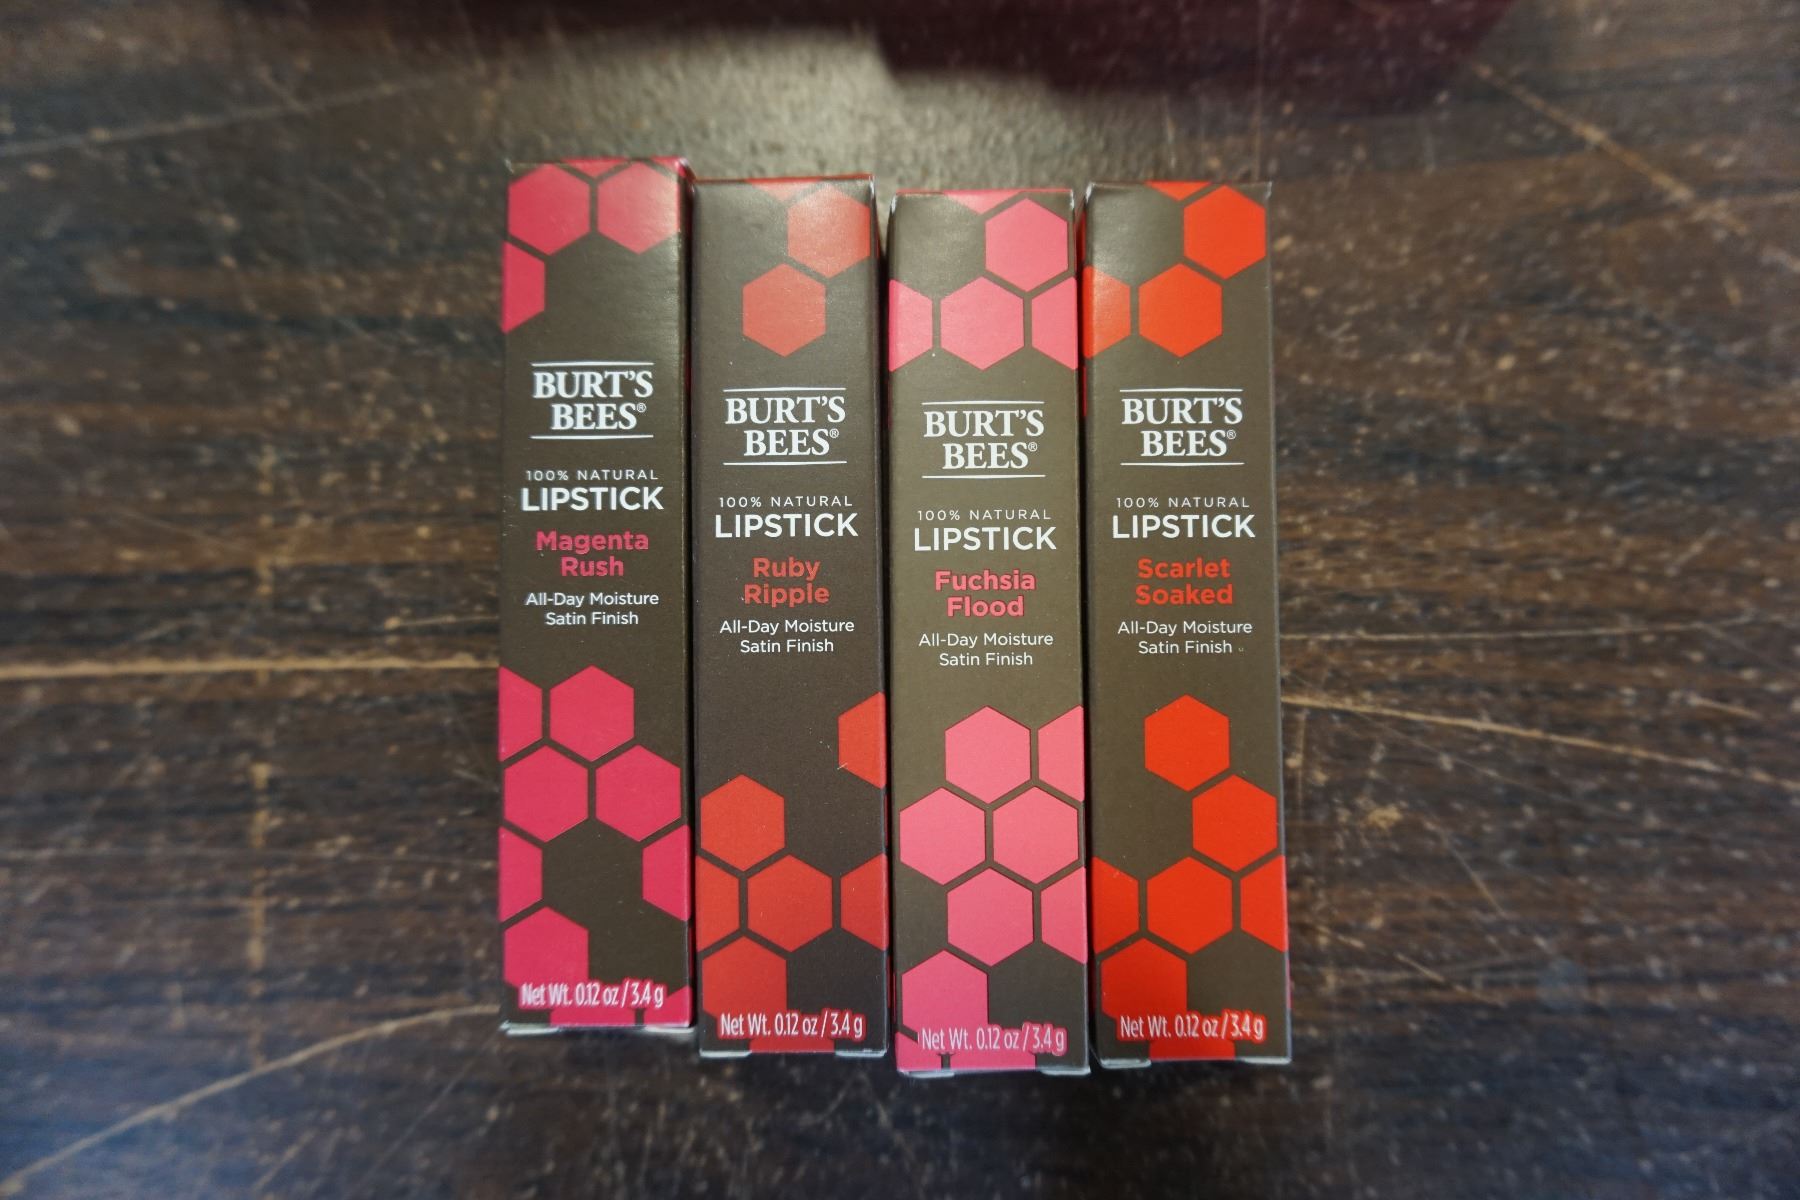 BURT'S
BEES®
100% NATURAL
LIPSTICK
Magenta
Rush
All-Day Moisture
Satin Finish
Net Wt. 0.12 oz / 3.4 g
BURT'S
BEES®
100% NATURAL
LIPSTICK
Ruby
Ripple
All-Day Moisture
Satin Finish
Net Wt. 0.12 oz / 3.4 g
BURT'S
BEES®
100% NATURAL
LIPSTICK
Fuchsia
Flood
All-Day Moisture
Satin Finish
Net Wt. 0.12 oz / 3.4 g
BURT'S
BEES®
100% NATURAL
LIPSTICK
Scarlet
Soaked
All-Day Moisture
Satin Finish
Net Wt. 0.12 oz / 3.4 g